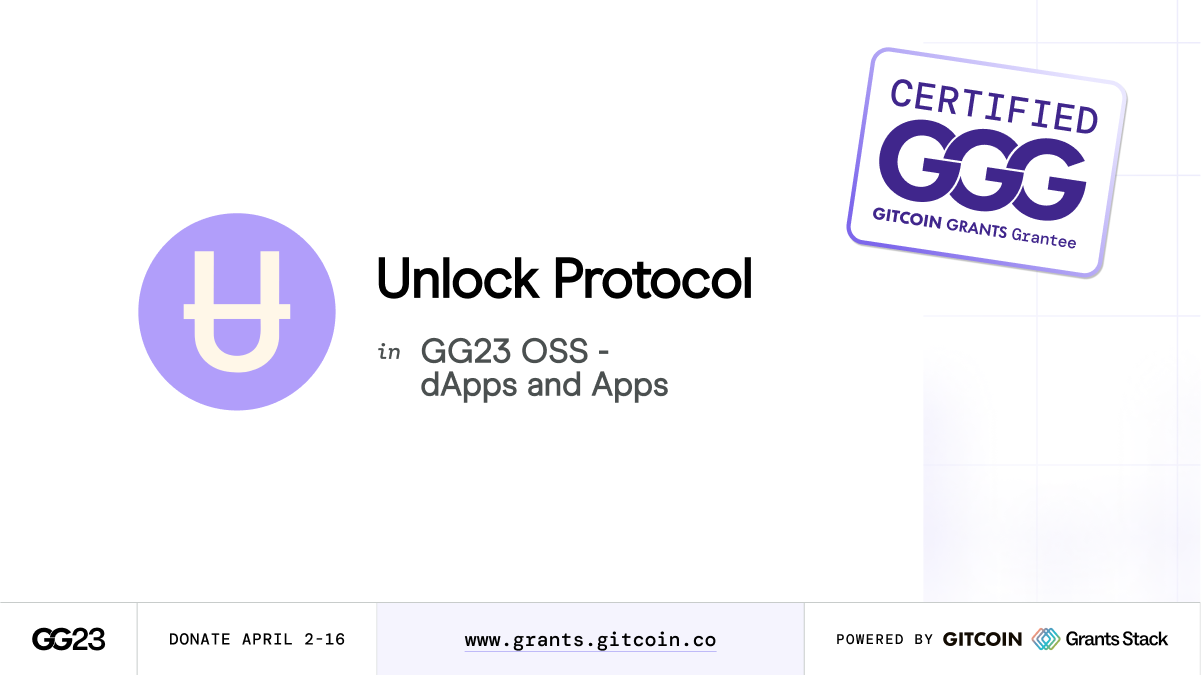 CERTIFIED
GGG
GITCOIN GRANTS Grantee
Unlock Protocol
in GG23 OSS -
dApps and Apps
GG23
DONATE APRIL 2-16
www.grants.gitcoin.co
POWERED BY GITCOIN Grants Stack